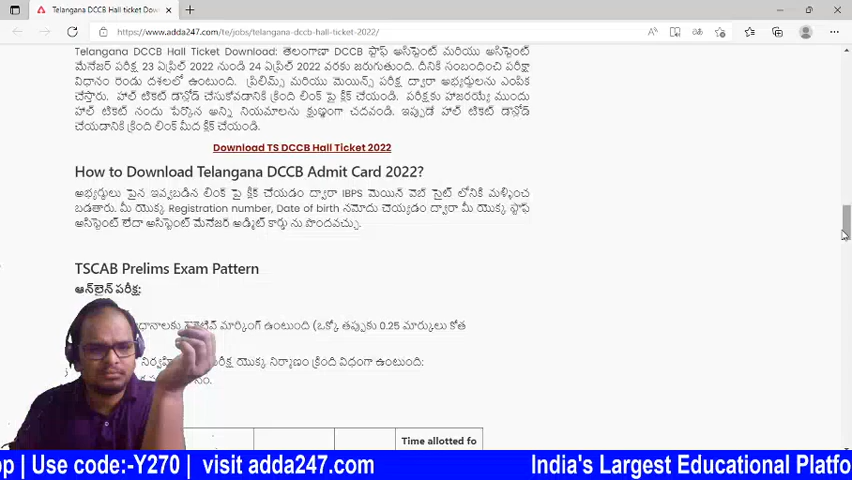 Telangana DCCB Hall ticket Down
https://www.adda247.com/te/jobs/telangana-dccb-hall-ticket-2022/
Telangana DCCB Hall Ticket Download: తెలంగాణా DCCB స్టాఫ్ అసిస్టెంట్ మరియు అసిస్టెంట్
మేనేజర్ పరీక్ష 23 ఏప్రిల్ 2022 నుండి 24 ఏప్రిల్ 2022 వరకు జరుగుతుంది. దీనికి సంబంధించి పరీక్షా
విధానం రెండు దశలలో ఉంటుంది. ప్రిలిమ్స్ మరియు మెయిన్స్ పరీక్ష ద్వారా అభ్యర్ధులను ఎంపిక
చేస్తారు. హాల్ టికెట్ డౌన్లోడ్ చేసుకోవడానికి క్రింది లింక్ పై క్లిక్ చేయండి. పరీక్షకు హాజరయ్యే ముందు
హాల్ టికెట్ నందు పేర్కొన్న అన్ని నియమాలను క్షుణ్ణంగా చదవండి. ఇప్పుడే హాల్ టికెట్ డౌన్లోడ్
చేయడానికి క్రింది లింక్ మీద క్లిక్ చేయండి.
Download TS DCCB Hall Ticket 2022
How to Download Telangana DCCB Admit Card 2022?
అభ్యర్ధులు పైన ఇవ్వబడిన లింక్ పై క్లిక్ చేయడం ద్వారా IBPS మెయిన్ వెబ్ సైట్ లోనికి మళ్ళించ
బడతారు. మీ యొక్క Registration number, Date of birth నమోదు చెయ్యడం ద్వారా మీ యొక్క స్టాఫ్
అసిస్టెంట్ లేదా అసిస్టెంట్ మేనేజర్ అడ్మిట్ కార్డు ను పొందవచ్చు.
TSCAB Prelims Exam Pattern
ఆన్‌లైన్ పరీక్ష:
మార్కింగ్ ఉంటుంది (ఒక్కో తప్పుకు 0.25 మార్కులు కోత
యొక్క నిర్మాణం క్రింది విధంగా ఉంటుంది:
Time allotted fo
pp | Use code:-Y270 | visit adda247.com
India's Largest Educational Platfo